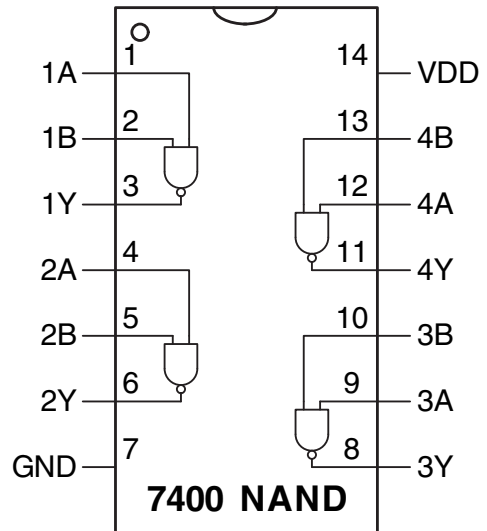 1A 1 14 VDD
1B 2 13 4B
1Y 3 12 4A
2A 4 11 4Y
2B 5 10 3B
2Y 6 9 3A
GND 7 8 3Y
7400 NAND